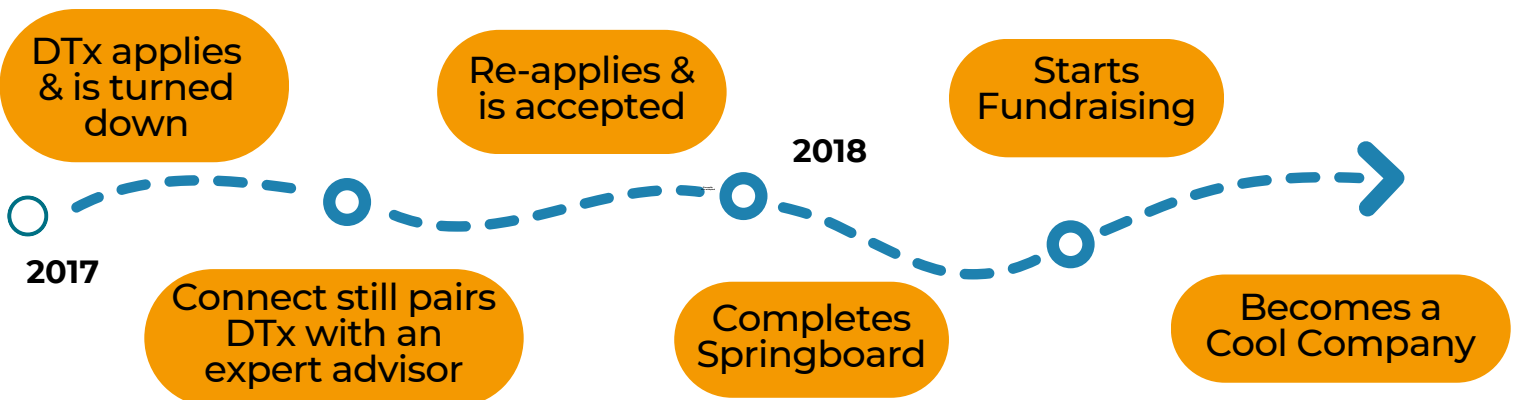 DTx applies
& is turned
down
Re-applies &
is accepted
Starts
Fundraising
2018
2017
Connect still pairs
DTx with an
expert advisor
Completes
Springboard
Becomes a
Cool Company